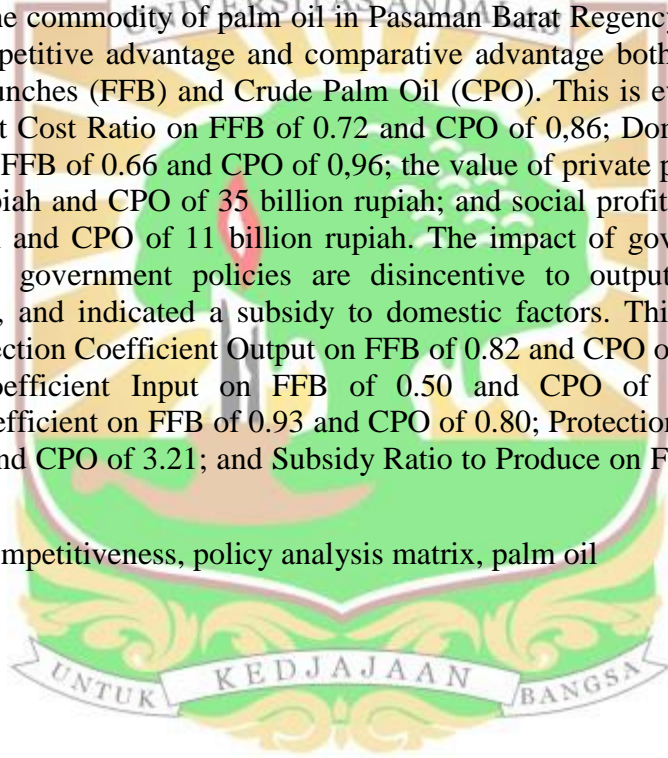 UNIVERSITAS ANDALAS
he commodity of palm oil in Pasaman Barat Regency
petitive advantage and comparative advantage both
unches (FFB) and Crude Palm Oil (CPO). This is e
t Cost Ratio on FFB of 0.72 and CPO of 0,86; Do
FFB of 0.66 and CPO of 0,96; the value of private p
piah and CPO of 35 billion rupiah; and social profit
and CPO of 11 billion rupiah. The impact of gov
government policies are disincentive to output
, and indicated a subsidy to domestic factors. Thi
ection Coefficient Output on FFB of 0.82 and CPO o
oefficient Input on FFB of 0.50 and CPO of
efficient on FFB of 0.93 and CPO of 0.80; Protection
nd CPO of 3.21; and Subsidy Ratio to Produce on F
mpetitiveness, policy analysis matrix, palm oil
UNTUK KEDJAJAAN BANGSA